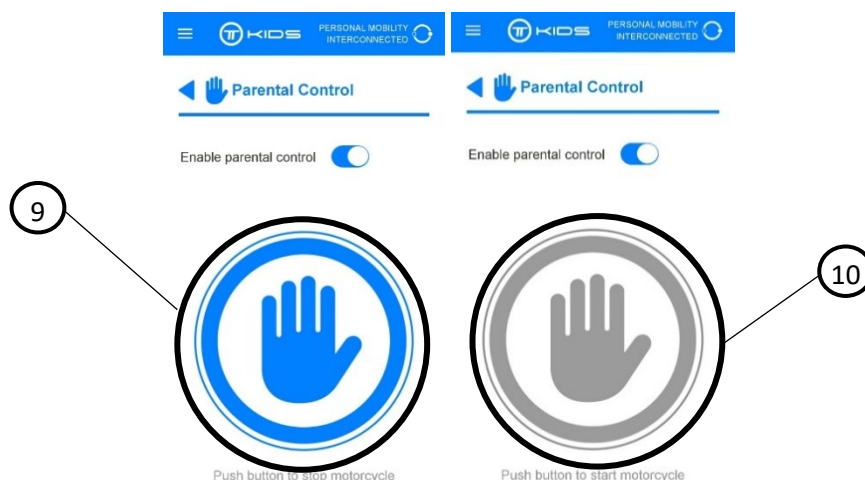 KIDS
PERSONAL MOBILITY
INTERCONNECTED
Parental Control
Enable parental control
9
Push button to stop motorcycle
KIDS
PERSONAL MOBILITY
INTERCONNECTED
Parental Control
Enable parental control
10
Push button to start motorcycle